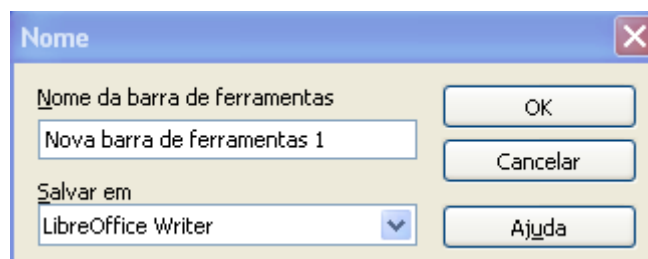 Nome
Nome da barra de ferramentas
OK
Nova barra de ferramentas 1
Cancelar
Salvar em
LibreOffice Writer
Ajuda